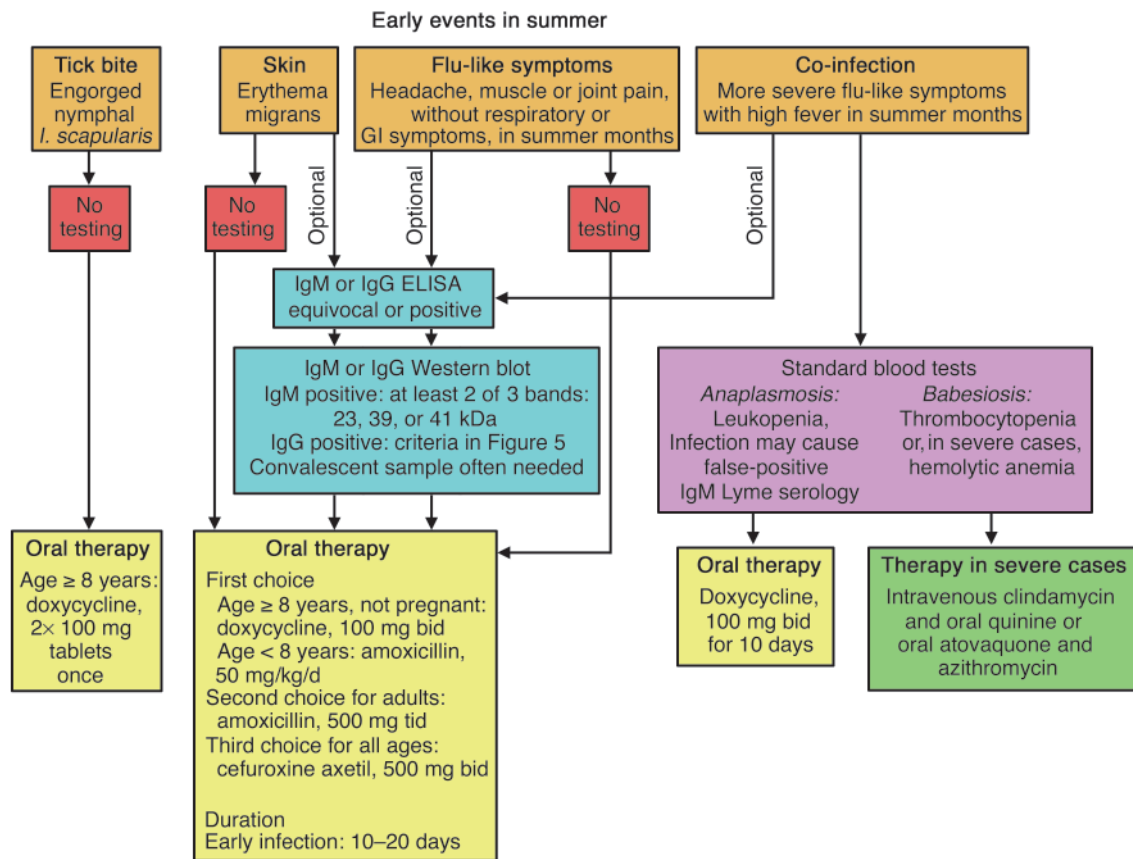 Early events in summer
Tick bite
Engorged
nymphal
I. scapularis
Skin
Erythema
migrans
Flu-like symptoms
Headache, muscle or joint pain,
without respiratory or
GI symptoms, in summer months
Co-infection
More severe flu-like symptoms
with high fever in summer months
No
testing
No
testing
Optional
Optional
No
testing
Optional
IgM or IgG ELISA
equivocal or positive
IgM or IgG Western blot
IgM positive: at least 2 of 3 bands:
23, 39, or 41 kDa
IgG positive: criteria in Figure 5
Convalescent sample often needed
Standard blood tests
Anaplasmosis:
Leukopenia,
Infection may cause
false-positive
IgM Lyme serology
Babesiosis:
Thrombocytopenia
or, in severe cases,
hemolytic anemia
Oral therapy
Age ≥ 8 years:
doxycycline,
2× 100 mg
tablets
once
Oral therapy
First choice
Age ≥ 8 years, not pregnant:
doxycycline, 100 mg bid
Age < 8 years: amoxicillin,
50 mg/kg/d
Second choice for adults:
amoxicillin, 500 mg tid
Third choice for all ages:
cefuroxine axetil, 500 mg bid
Duration
Early infection: 10–20 days
Oral therapy
Doxycycline,
100 mg bid
for 10 days
Therapy in severe cases
Intravenous clindamycin
and oral quinine or
oral atovaquone and
azithromycin